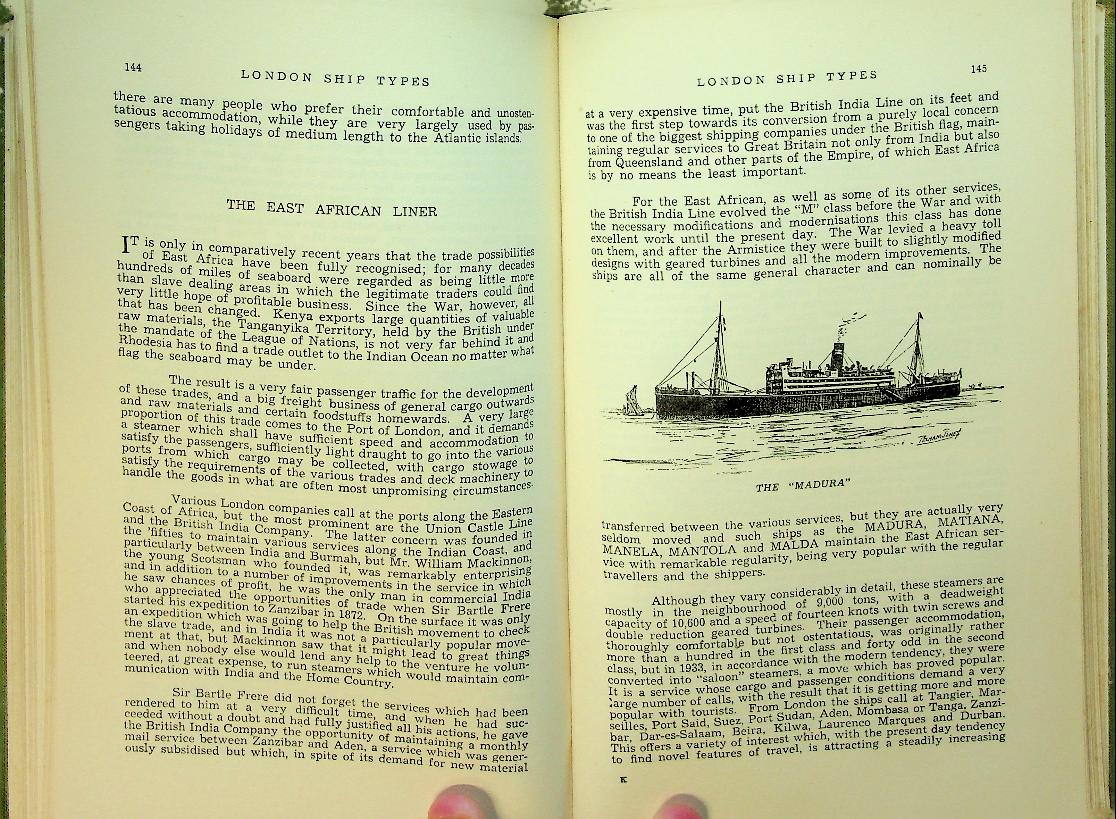 144
LONDON SHIP TYPES
there are many people who prefer their comfortable and unosten-
tatious accommodation, while they are very largely used by pas-
sengers taking holidays of medium length to the Atlantic islands.
THE EAST AFRICAN LINER
IT is only in comparatively recent years that the trade possibilities
of East Africa have been fully recognised; for many decades
hundreds of miles of seaboard were regarded as being little more
than slave dealing areas in which the legitimate traders could find
very little hope of profitable business. Since the War, however, all
that has been changed. Kenya exports large quantities of valuable
raw materials, the Tanganyika Territory, held by the British under
the mandate of the League of Nations, is not very far behind it and
Rhodesia has to find a trade outlet to the Indian Ocean no matter what
flag the seaboard may be under.
The result is a very fair passenger traffic for the development
of these trades, and a big freight business of general cargo outwards
and raw materials and certain foodstuffs homewards. A very large
proportion of this trade comes to the Port of London, and it demands
a steamer which shall have sufficient speed and accommodation to
satisfy the passengers, sufficiently light draught to go into the various
ports from which cargo may be collected, with cargo stowage to
satisfy the requirements of the various trades and deck machinery to
handle the goods in what are often most unpromising circumstances.
Various London companies call at the ports along the Eastern
Coast of Africa, but the most prominent are the Union Castle Line
and the British India Company. The latter concern was founded in
the 'fifties to maintain various services along the Indian Coast, and
particularly between India and Burmah, but Mr. William Mackinnon,
the young Scotsman who founded it, was remarkably enterprising
and in addition to a number of improvements in the service in which
he saw chances of profit, he was the only man in commercial India
who appreciated the opportunities of trade when Sir Bartle Frere
started his expedition to Zanzibar in 1872. On the surface it was only
an expedition which was going to help the British movement to check
the slave trade, and in India it was not a particularly popular move-
ment at that, but Mackinnon saw that it might lead to great things
and when nobody else would lend any help to the venture he volun-
teered, at great expense, to run steamers which would maintain com-
munication with India and the Home Country.
Sir Bartle Frere did not forget the services which had been
rendered to him at a very difficult time, and when he had suc-
ceeded without a doubt and had fully justified all his actions, he gave
the British India Company the opportunity of maintaining a monthly
mail service between Zanzibar and Aden, a service which was gener-
ously subsidised but which, in spite of its demand for new material
LONDON SHIP TYPES
145
at a very expensive time, put the British India Line on its feet and
was the first step towards its conversion from a purely local concern
to one of the biggest shipping companies under the British flag, main-
taining regular services to Great Britain not only from India but also
from Queensland and other parts of the Empire, of which East Africa
is by no means the least important.
For the East African, as well as some of its other services,
the British India Line evolved the "M" class before the War and with
the necessary modifications and modernisations this class has done
excellent work until the present day. The War levied a heavy toll
on them, and after the Armistice they were built to slightly modified
designs with geared turbines and all the modern improvements. The
ships are all of the same general character and can nominally be
THE "MADURA"
transferred between the various services, but they are actually very
seldom moved and such ships as the MADURA, MATIANA,
MANELA, MANTOLA and MALDA maintain the East African ser-
vice with remarkable regularity, being very popular with the regular
travellers and the shippers.
Although they vary considerably in detail, these steamers are
mostly in the neighbourhood of 9,000 tons, with a deadweight
capacity of 10,600 and a speed of fourteen knots with twin screws and
double reduction geared turbines. Their passenger accommodation,
thoroughly comfortable but not ostentatious, was originally rather
more than a hundred in the first class and forty odd in the second
class, but in 1933, in accordance with the modern tendency, they were
converted into "saloon" steamers, a move which has proved popular.
It is a service whose cargo and passenger conditions demand a very
large number of calls, with the result that it is getting more and more
popular with tourists. From London the ships call at Tangier, Mar-
seilles, Port Said, Suez, Port Sudan, Aden, Mombasa or Tanga, Zanzi-
bar, Dar-es-Salaam, Beira, Kilwa, Laurenco Marques and Durban.
This offers a variety of interest which, with the present day tendency
to find novel features of travel, is attracting a steadily increasing
K